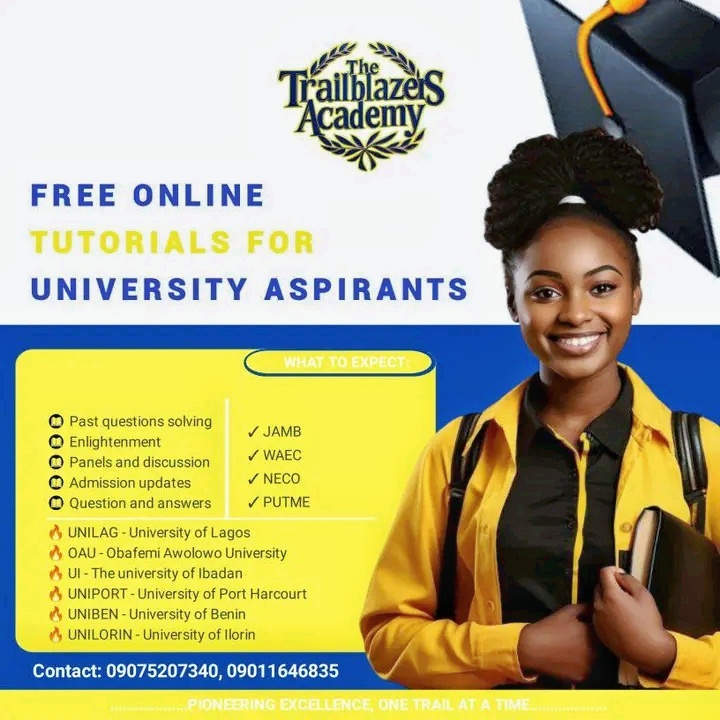 The
Trailblazers
Academy
FREE ONLINE
TUTORIALS FOR
UNIVERSITY ASPIRANTS
WHAT TO EXPECT:
Past questions solving
Enlightenment
Panels and discussion
Admission updates
Question and answers
✓ JAMB
✓ WAEC
✓ NECO
✓ PUTME
🔥 UNILAG - University of Lagos
🔥 OAU - Obafemi Awolowo University
🔥 UI - The university of Ibadan
🔥 UNIPORT - University of Port Harcourt
🔥 UNIBEN - University of Benin
🔥 UNILORIN - University of Ilorin
Contact: 09075207340, 09011646835
..................PIONEERING EXCELLENCE, ONE TRAIL AT A TIME..................